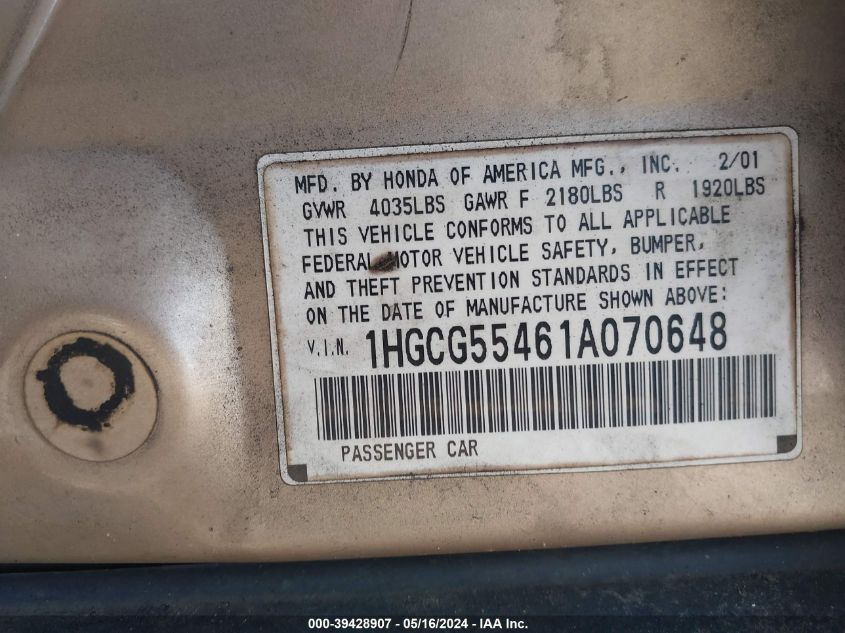 MFD. BY HONDA OF AMERICA MFG., INC. 2/01
GVWR 4035LBS GAWR F 2180LBS R 1920LBS
THIS VEHICLE CONFORMS TO ALL APPLICABLE
FEDERAL MOTOR VEHICLE SAFETY, BUMPER,
AND THEFT PREVENTION STANDARDS IN EFFECT
ON THE DATE OF MANUFACTURE SHOWN ABOVE:
V.I.N. 1HGCG55461A070648
PASSENGER CAR
000-39428907 - 05/16/2024 - IAA Inc.